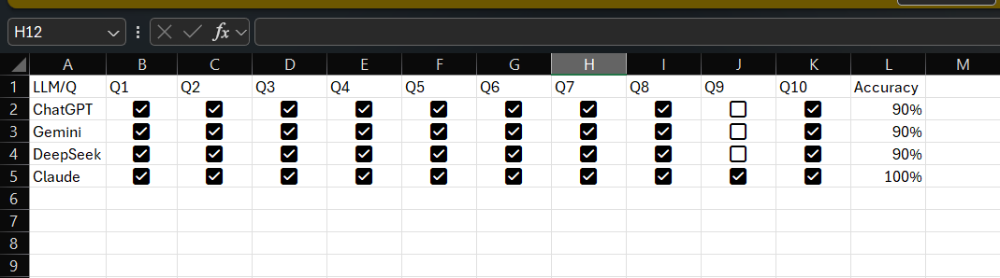 H12 fx
A B C D E F G H I J K L M
1 LLM/Q Q1 Q2 Q3 Q4 Q5 Q6 Q7 Q8 Q9 Q10 Accuracy
2 ChatGPT 90%
3 Gemini 90%
4 DeepSeek 90%
5 Claude 100%
6
7
8
9